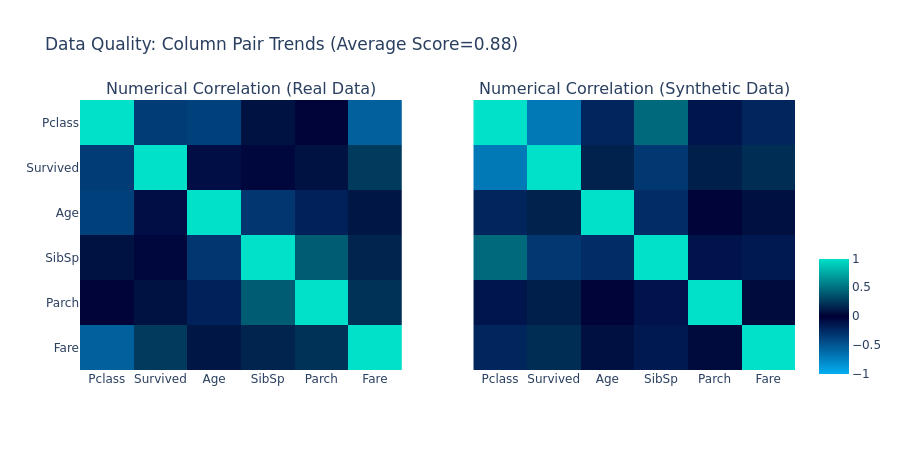 Data Quality: Column Pair Trends (Average Score=0.88)
Numerical Correlation (Real Data)
Numerical Correlation (Synthetic Data)
Pclass
Survived
Age
SibSp
Parch
Fare
Pclass Survived Age SibSp Parch Fare
Pclass Survived Age SibSp Parch Fare
1
0.5
0
−0.5
−1